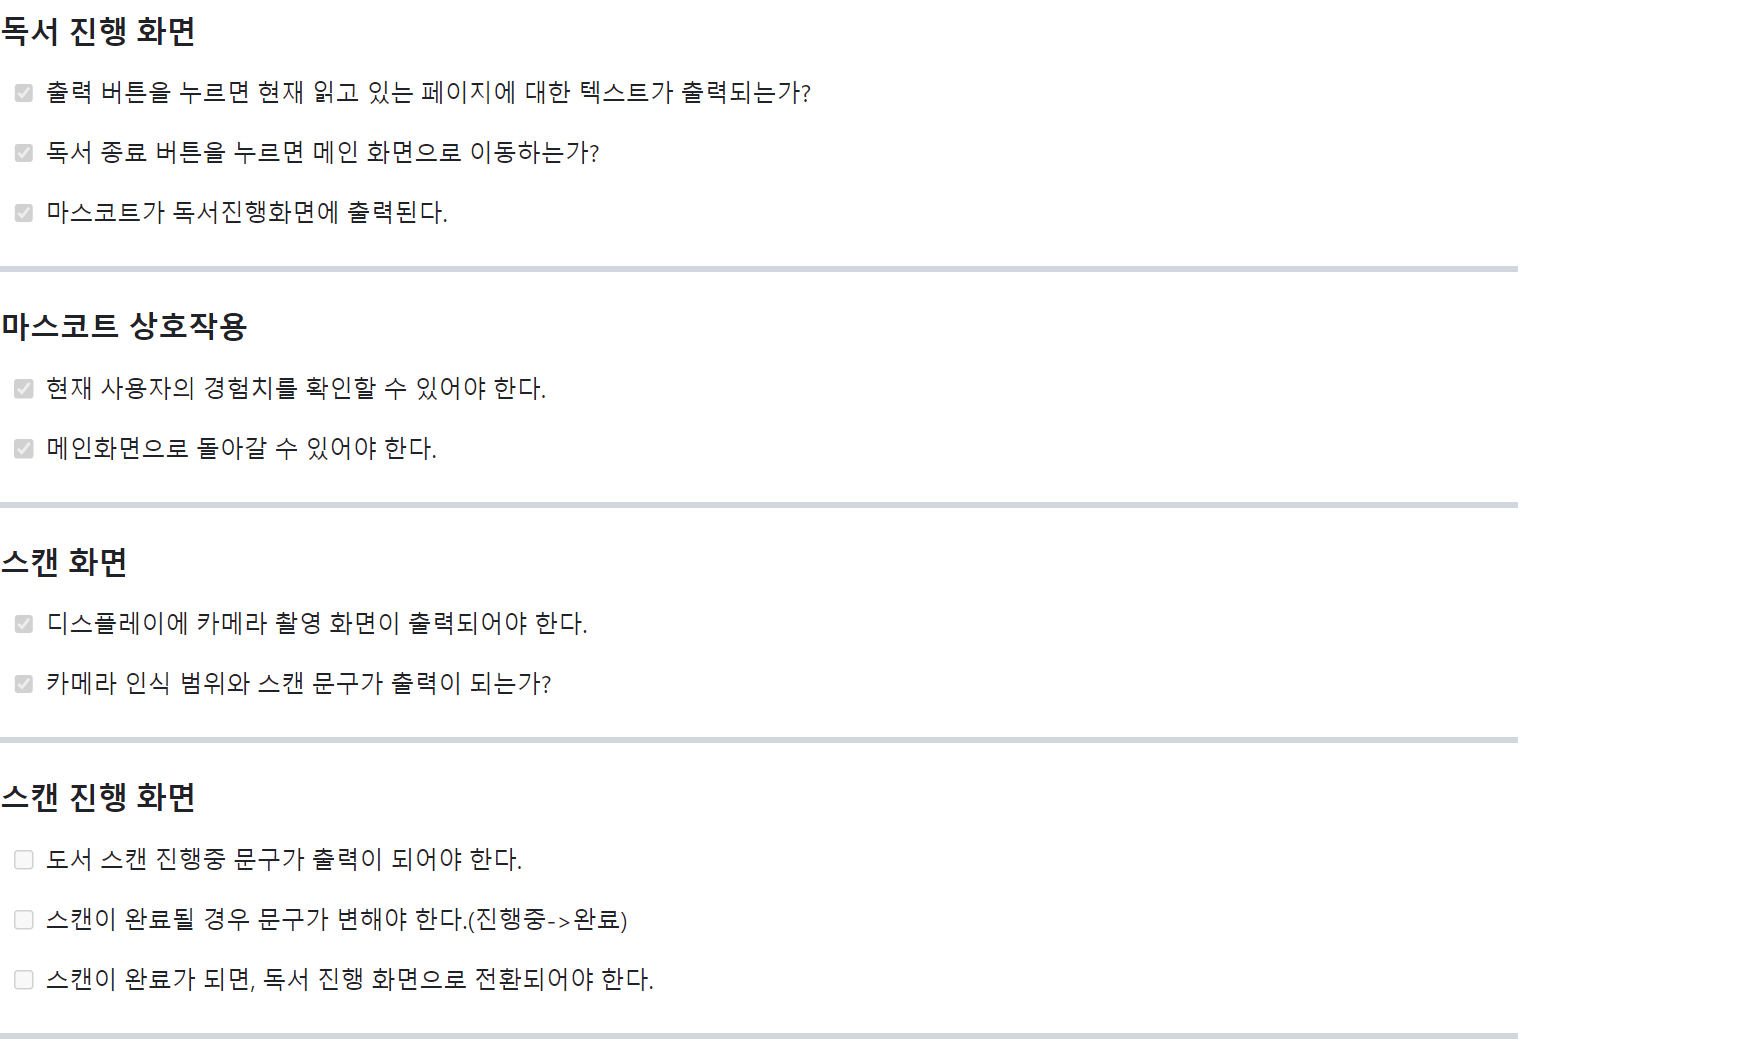 독서 진행 화면
출력 버튼을 누르면 현재 읽고 있는 페이지에 대한 텍스트가 출력되는가?
독서 종료 버튼을 누르면 메인 화면으로 이동하는가?
마스코트가 독서진행화면에 출력된다.
마스코트 상호작용
현재 사용자의 경험치를 확인할 수 있어야 한다.
메인화면으로 돌아갈 수 있어야 한다.
스캔 화면
디스플레이에 카메라 촬영 화면이 출력되어야 한다.
카메라 인식 범위와 스캔 문구가 출력이 되는가?
스캔 진행 화면
도서 스캔 진행중 문구가 출력이 되어야 한다.
스캔이 완료될 경우 문구가 변해야 한다.(진행중->완료)
스캔이 완료가 되면, 독서 진행 화면으로 전환되어야 한다.